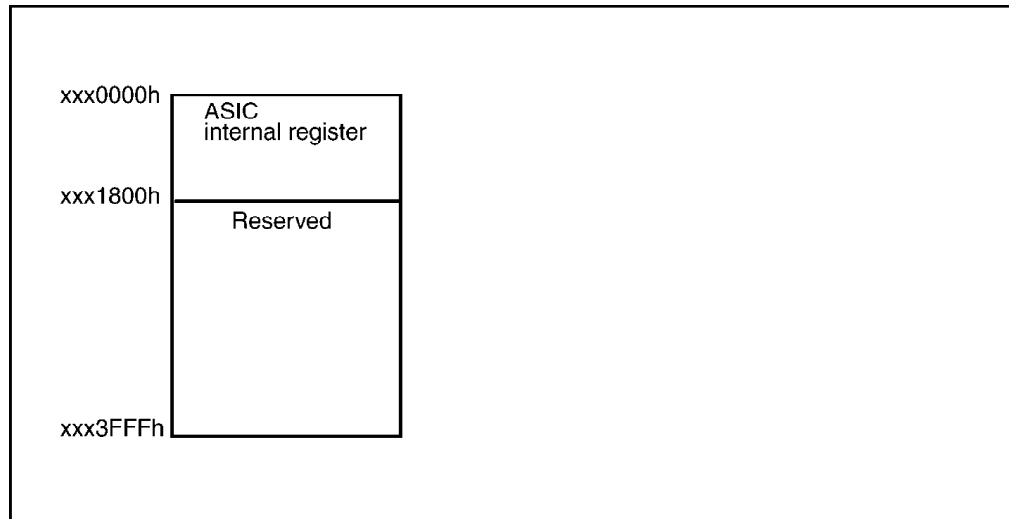 xxx0000h
ASIC
internal register
xxx1800h
Reserved
xxx3FFFh